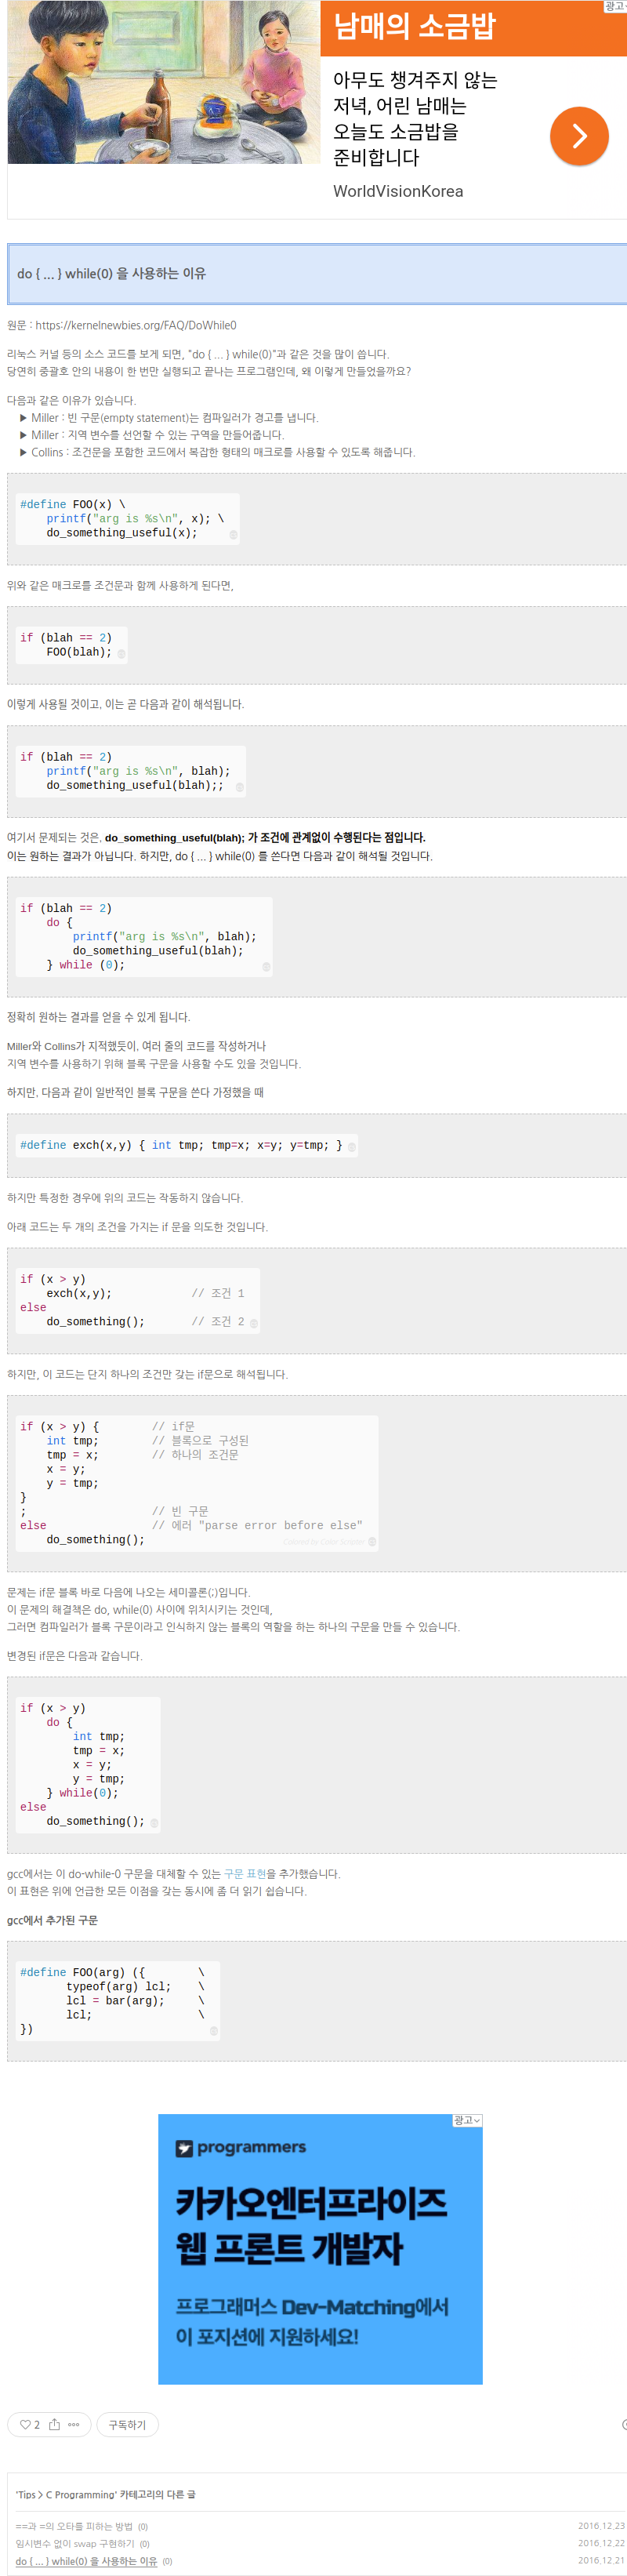 광고
남매의 소금밥
아무도 챙겨주지 않는
저녁, 어린 남매는
오늘도 소금밥을
준비합니다
WorldVisionKorea
do { ... } while(0) 을 사용하는 이유
원문 : https://kernelnewbies.org/FAQ/DoWhile0
리눅스 커널 등의 소스 코드를 보게 되면, "do { ... } while(0)"과 같은 것을 많이 씁니다.
당연히 중괄호 안의 내용이 한 번만 실행되고 끝나는 프로그램인데, 왜 이렇게 만들었을까요?
다음과 같은 이유가 있습니다.
▶ Miller : 빈 구문(empty statement)는 컴파일러가 경고를 냅니다.
▶ Miller : 지역 변수를 선언할 수 있는 구역을 만들어줍니다.
▶ Collins : 조건문을 포함한 코드에서 복잡한 형태의 매크로를 사용할 수 있도록 해줍니다.
#define FOO(x) \
    printf("arg is %s\n", x); \
    do_something_useful(x);
위와 같은 매크로를 조건문과 함께 사용하게 된다면,
if (blah == 2)
    FOO(blah);
이렇게 사용될 것이고, 이는 곧 다음과 같이 해석됩니다.
if (blah == 2)
    printf("arg is %s\n", blah);
    do_something_useful(blah);;
여기서 문제되는 것은, do_something_useful(blah); 가 조건에 관계없이 수행된다는 점입니다.
이는 원하는 결과가 아닙니다. 하지만, do { ... } while(0) 를 쓴다면 다음과 같이 해석될 것입니다.
if (blah == 2)
    do {
        printf("arg is %s\n", blah);
        do_something_useful(blah);
    } while (0);
정확히 원하는 결과를 얻을 수 있게 됩니다.
Miller와 Collins가 지적했듯이, 여러 줄의 코드를 작성하거나
지역 변수를 사용하기 위해 블록 구문을 사용할 수도 있을 것입니다.
하지만, 다음과 같이 일반적인 블록 구문을 쓴다 가정했을 때
#define exch(x,y) { int tmp; tmp=x; x=y; y=tmp; }
하지만 특정한 경우에 위의 코드는 작동하지 않습니다.
아래 코드는 두 개의 조건을 가지는 if 문을 의도한 것입니다.
if (x > y)
    exch(x,y);            // 조건 1
else
    do_something();       // 조건 2
하지만, 이 코드는 단지 하나의 조건만 갖는 if문으로 해석됩니다.
if (x > y) {        // if문
    int tmp;        // 블록으로 구성된
    tmp = x;        // 하나의 조건문
    x = y;
    y = tmp;
}
;                   // 빈 구문
else                // 에러 "parse error before else"
    do_something();
Colored by Color Scripter
문제는 if문 블록 바로 다음에 나오는 세미콜론(;)입니다.
이 문제의 해결책은 do, while(0) 사이에 위치시키는 것인데,
그러면 컴파일러가 블록 구문이라고 인식하지 않는 블록의 역할을 하는 하나의 구문을 만들 수 있습니다.
변경된 if문은 다음과 같습니다.
if (x > y)
    do {
        int tmp;
        tmp = x;
        x = y;
        y = tmp;
    } while(0);
else
    do_something();
gcc에서는 이 do-while-0 구문을 대체할 수 있는 구문 표현을 추가했습니다.
이 표현은 위에 언급한 모든 이점을 갖는 동시에 좀 더 읽기 쉽습니다.
gcc에서 추가된 구문
#define FOO(arg) ({        \
       typeof(arg) lcl;    \
       lcl = bar(arg);     \
       lcl;                \
})
광고
programmers
카카오엔터프라이즈
웹 프론트 개발자
프로그래머스 Dev-Matching에서
이 포지션에 지원하세요!
2
구독하기
'Tips > C Programming' 카테고리의 다른 글
==과 =의 오타를 피하는 방법 (0) 2016.12.23
임시변수 없이 swap 구현하기 (0) 2016.12.22
do { ... } while(0) 을 사용하는 이유 (0) 2016.12.21